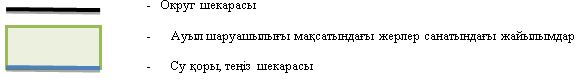 - Округ шекарасы
- Ауыл шаруашылығы мақсатындағы жерлер санатындағы жайылымдар
- Су қоры, теңіз шекарасы